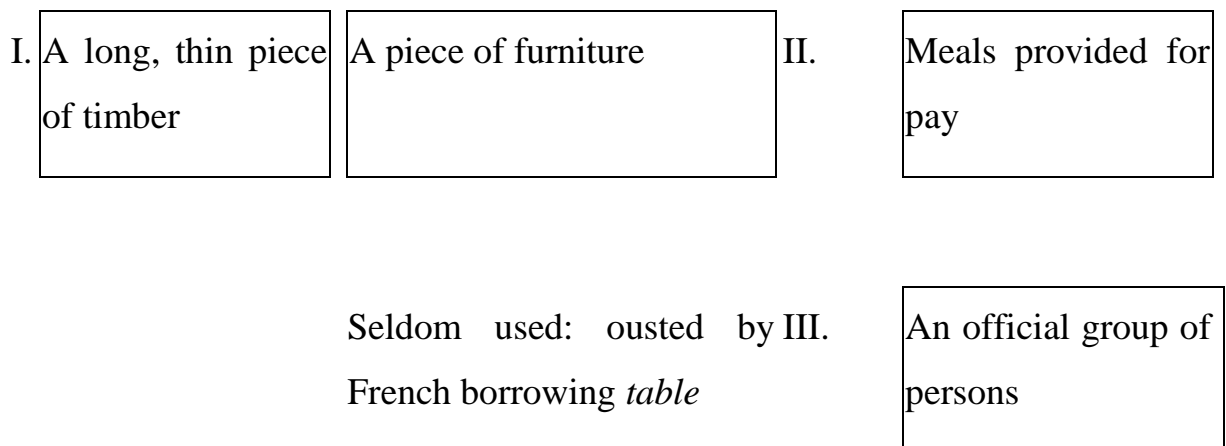 I. A long, thin piece of timber
A piece of furniture
II. Meals provided for pay
Seldom used: ousted by French borrowing table
III. An official group of persons